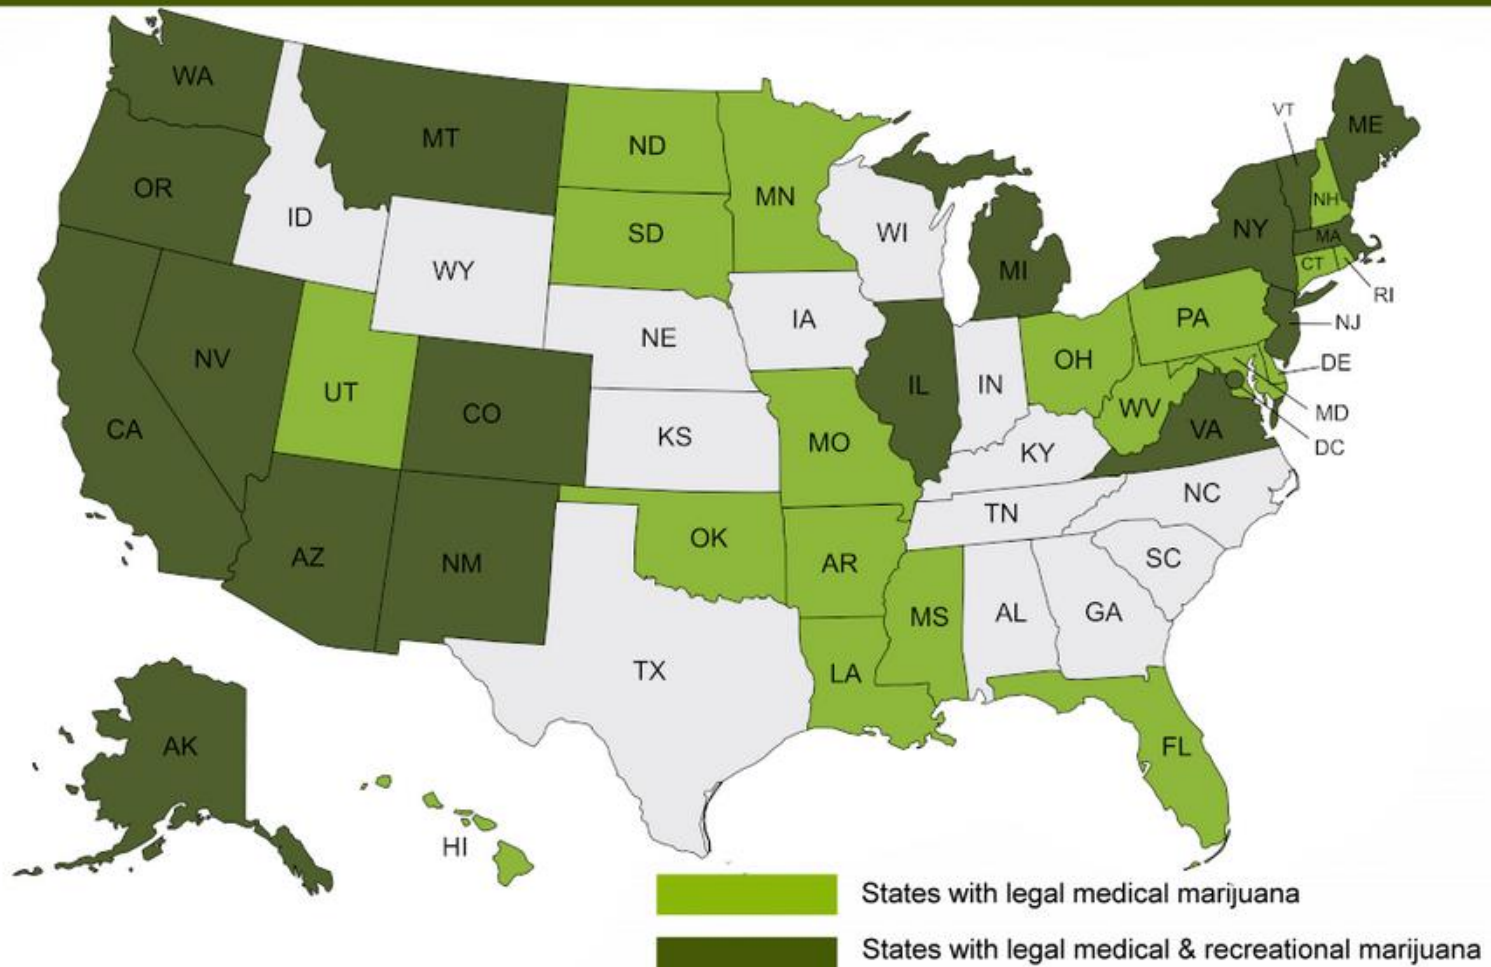 WA
VT
ME
MT
ND
OR
MN
NH
ID
SD
WI
NY
MA
WY
MI
CT
RI
IA
PA
NJ
NE
NV
OH
DE
UT
IL
IN
CO
WV
MD
CA
KS
MO
VA
DC
KY
NC
TN
OK
AZ
NM
AR
SC
MS
AL
GA
TX
LA
AK
FL
HI
States with legal medical marijuana
States with legal medical & recreational marijuana